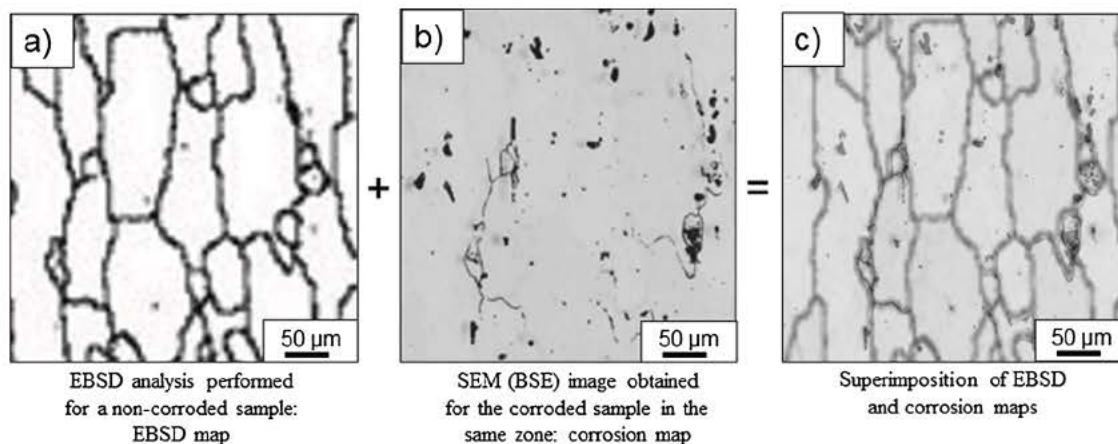 a)
b)
c)
+
=
50 µm
50 µm
50 µm
EBSD analysis performed
for a non-corroded sample:
EBSD map
SEM (BSE) image obtained
for the corroded sample in the
same zone: corrosion map
Superimposition of EBSD
and corrosion maps